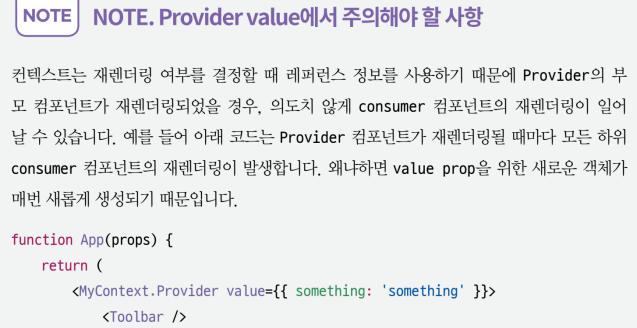 NOTE NOTE. Provider value에서 주의해야 할 사항
컨텍스트는 재렌더링 여부를 결정할 때 레퍼런스 정보를 사용하기 때문에 Provider의 부
모 컴포넌트가 재렌더링되었을 경우, 의도치 않게 consumer 컴포넌트의 재렌더링이 일어
날 수 있습니다. 예를 들어 아래 코드는 Provider 컴포넌트가 재렌더링될 때마다 모든 하위
consumer 컴포넌트의 재렌더링이 발생합니다. 왜냐하면 value prop을 위한 새로운 객체가
매번 새롭게 생성되기 때문입니다.
function App(props) {
    return (
        <MyContext.Provider value={{ something: 'something' }}>
            <Toolbar />